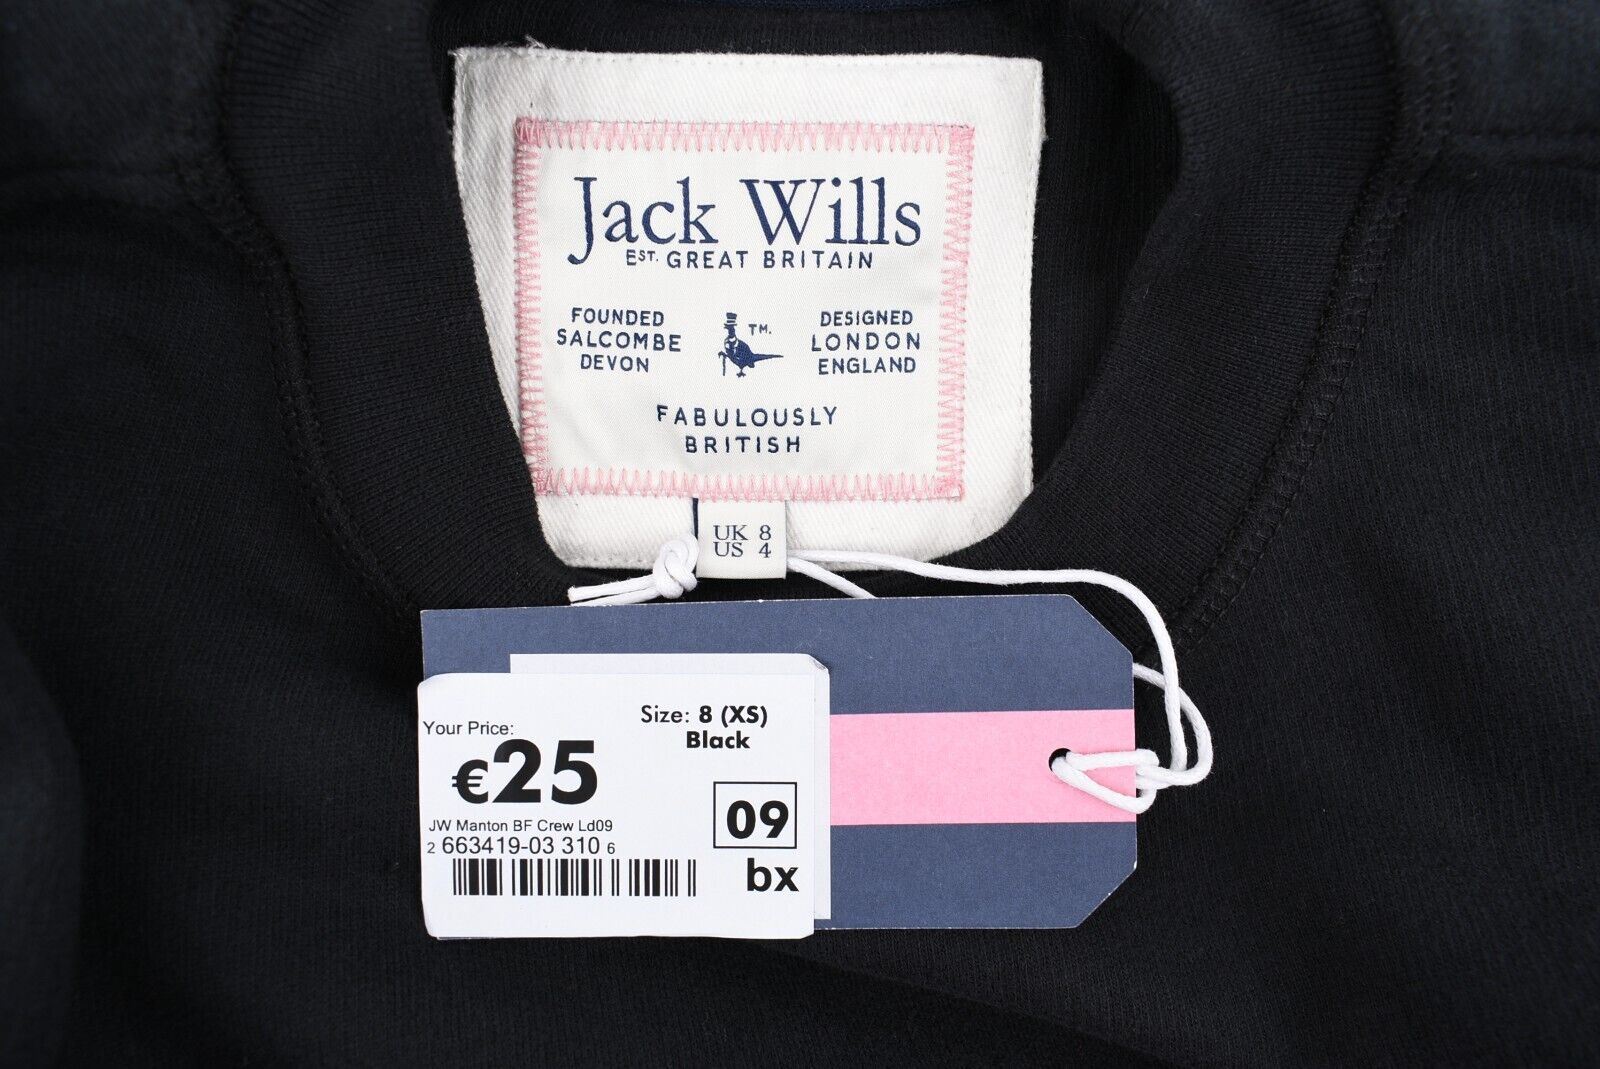 Jack Wills
EST. GREAT BRITAIN
FOUNDED
SALCOMBE
DEVON
TM.
DESIGNED
LONDON
ENGLAND
FABULOUSLY
BRITISH
UK 8
US 4
Your Price:
€25
Size: 8 (XS)
Black
JW Manton BF Crew Ld09
2 663419-03 310 6
09
bx